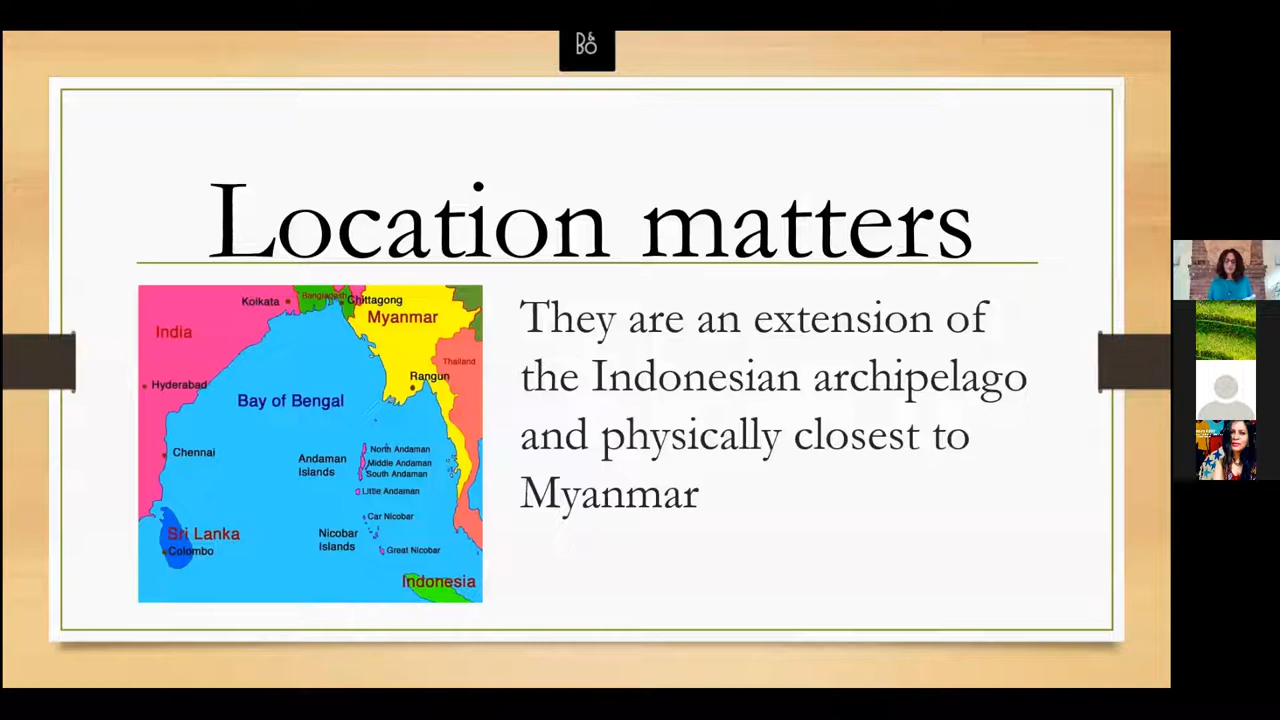 B&O
Location matters
They are an extension of
the Indonesian archipelago
and physically closest to
Myanmar
Kolkata
Bangladesh
Chittagong
India
Myanmar
Thailand
Rangun
Hyderabad
Bay of Bengal
Chennai
Andaman
Islands
North Andaman
Middle Andaman
South Andaman
Little Andaman
Car Nicobar
Nicobar
Islands
Great Nicobar
Sri Lanka
Colombo
Indonesia